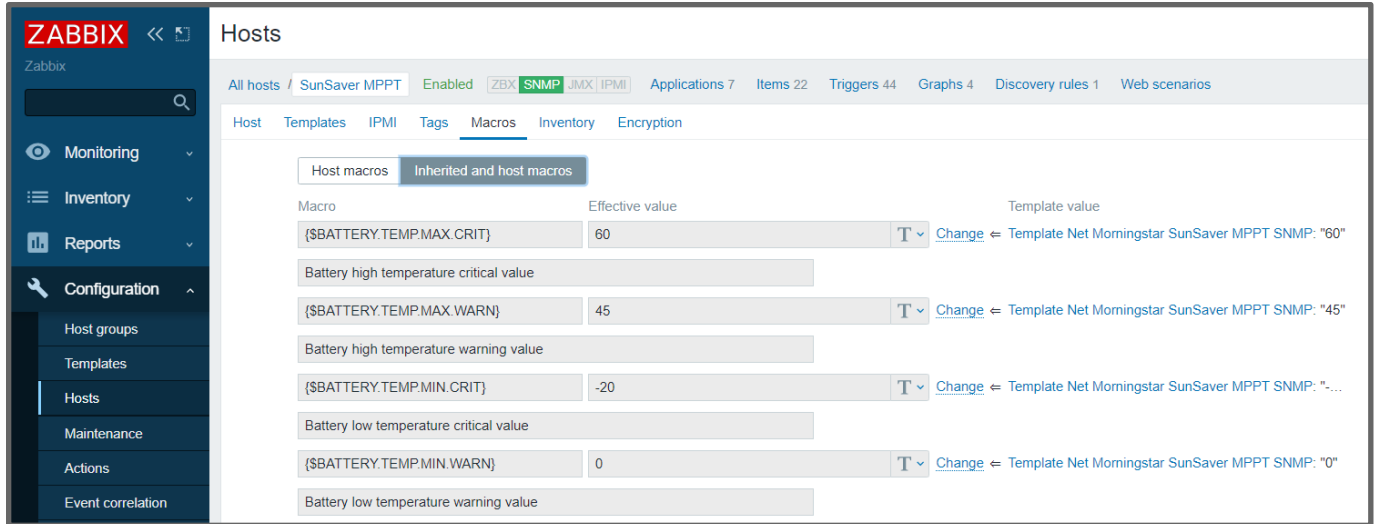 ZABBIX
Zabbix
Monitoring
Inventory
Reports
Configuration
Host groups
Templates
Hosts
Maintenance
Actions
Event correlation
Hosts
All hosts / SunSaver MPPT Enabled ZBX SNMP JMX IPMI Applications 7 Items 22 Triggers 44 Graphs 4 Discovery rules 1 Web scenarios
Host Templates IPMI Tags Macros Inventory Encryption
Host macros Inherited and host macros
Macro Effective value Template value
{$BATTERY.TEMP.MAX.CRIT} 60 T Change ⇐ Template Net Morningstar SunSaver MPPT SNMP: "60"
Battery high temperature critical value
{$BATTERY.TEMP.MAX.WARN} 45 T Change ⇐ Template Net Morningstar SunSaver MPPT SNMP: "45"
Battery high temperature warning value
{$BATTERY.TEMP.MIN.CRIT} -20 T Change ⇐ Template Net Morningstar SunSaver MPPT SNMP: "-...
Battery low temperature critical value
{$BATTERY.TEMP.MIN.WARN} 0 T Change ⇐ Template Net Morningstar SunSaver MPPT SNMP: "0"
Battery low temperature warning value